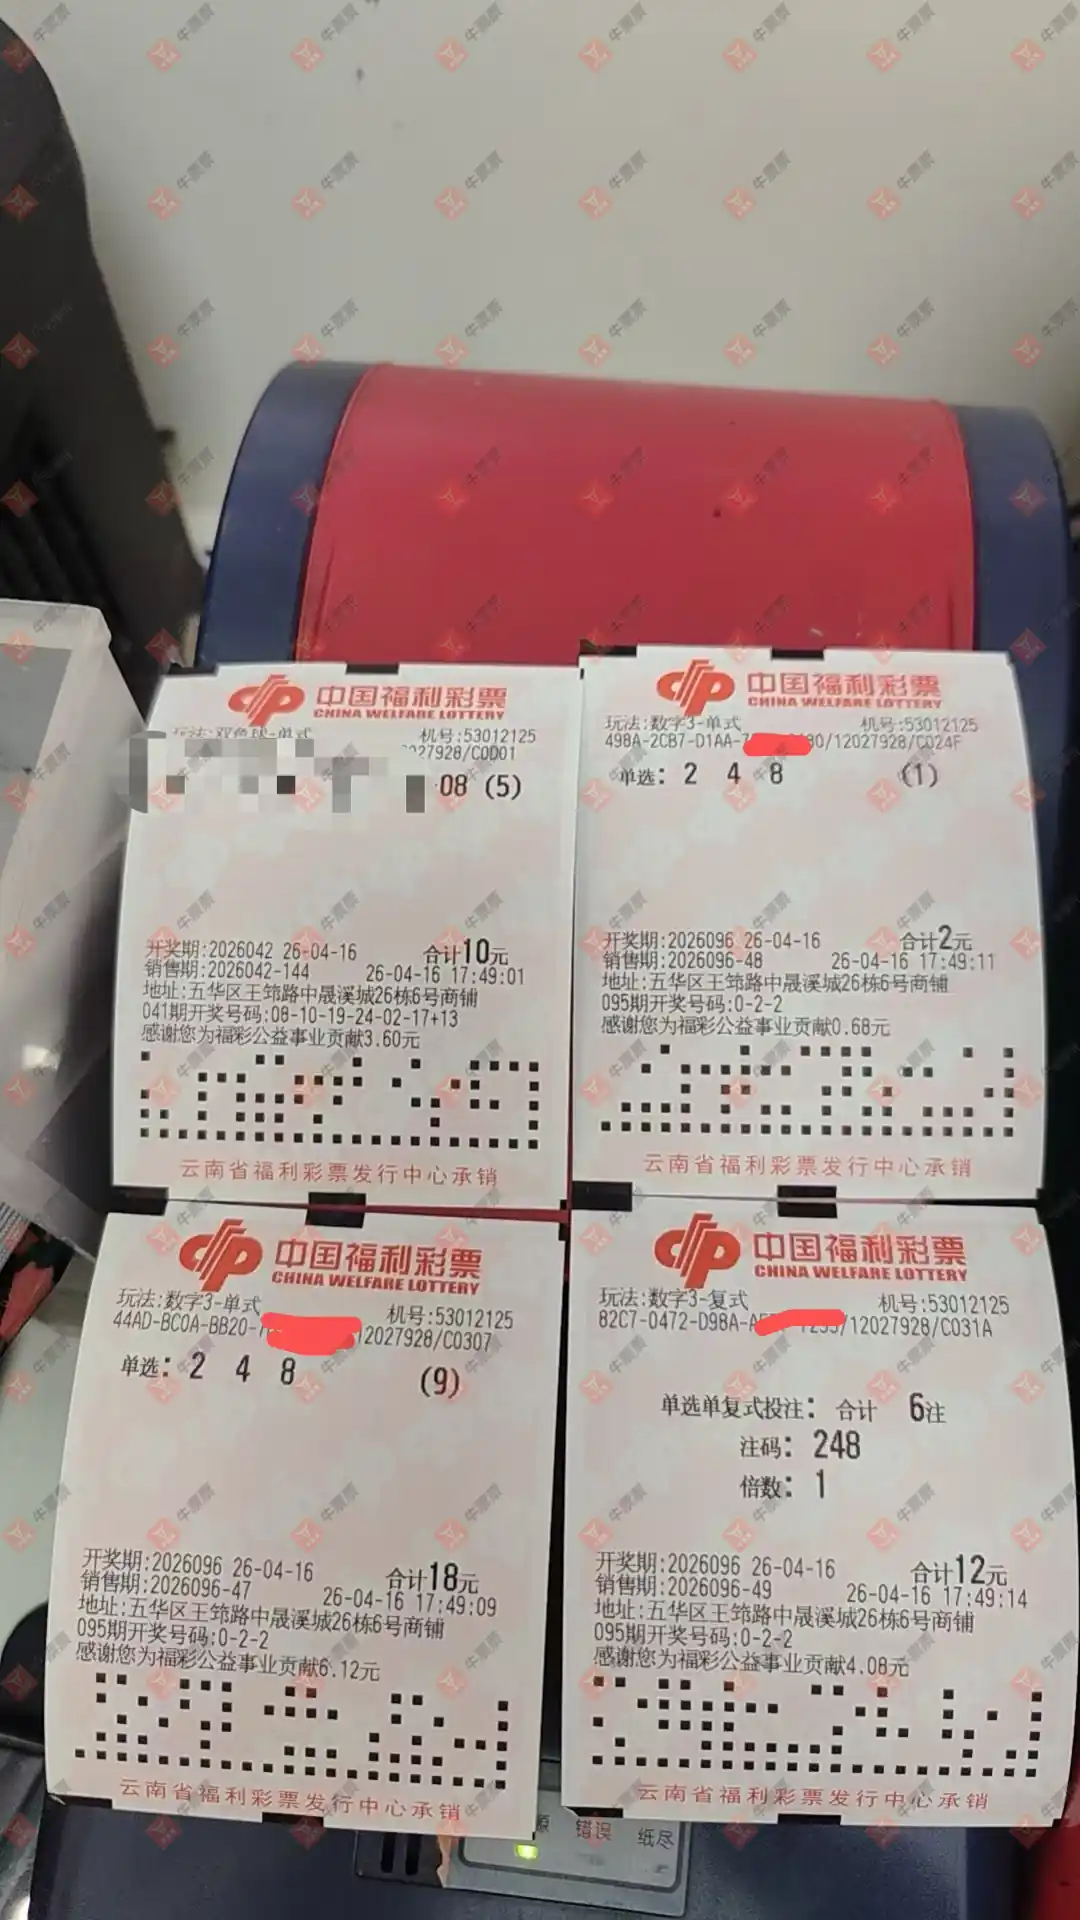 中国福利彩票
CHINA WELFARE LOTTERY
玩法:双色球-单式 机号:53012125
027928/C0D01
08 (5)
开奖期:2026042 26-04-16 合计10元
销售期:2026042-144 26-04-16 17:49:01
地址:五华区王筇路中晟溪城26栋6号商铺
041期开奖号码:08-10-19-24-02-17+13
感谢您为福彩公益事业贡献3.60元
云南省福利彩票发行中心承销
中国福利彩票
CHINA WELFARE LOTTERY
玩法:数字3-单式 机号:53012125
498A-2CB7-D1AA-7 80/12027928/C024F
单选: 2 4 8 (1)
开奖期:2026096 26-04-16 合计2元
销售期:2026096-48 26-04-16 17:49:11
地址:五华区王筇路中晟溪城26栋6号商铺
095期开奖号码:0-2-2
感谢您为福彩公益事业贡献0.68元
云南省福利彩票发行中心承销
中国福利彩票
CHINA WELFARE LOTTERY
玩法:数字3-单式 机号:53012125
44AD-BC0A-BB20- 12027928/C0307
单选: 2 4 8 (9)
开奖期:2026096 26-04-16 合计18元
销售期:2026096-47 26-04-16 17:49:09
地址:五华区王筇路中晟溪城26栋6号商铺
095期开奖号码:0-2-2
感谢您为福彩公益事业贡献6.12元
云南省福利彩票发行中心承销
中国福利彩票
CHINA WELFARE LOTTERY
玩法:数字3-复式 机号:53012125
82C7-0472-D98A- /12027928/C031A
单选单复式投注: 合计 6注
注码: 248
倍数: 1
开奖期:2026096 26-04-16 合计12元
销售期:2026096-49 26-04-16 17:49:14
地址:五华区王筇路中晟溪城26栋6号商铺
095期开奖号码:0-2-2
感谢您为福彩公益事业贡献4.08元
云南省福利彩票发行中心承销
源 错误 纸尽
牛票票